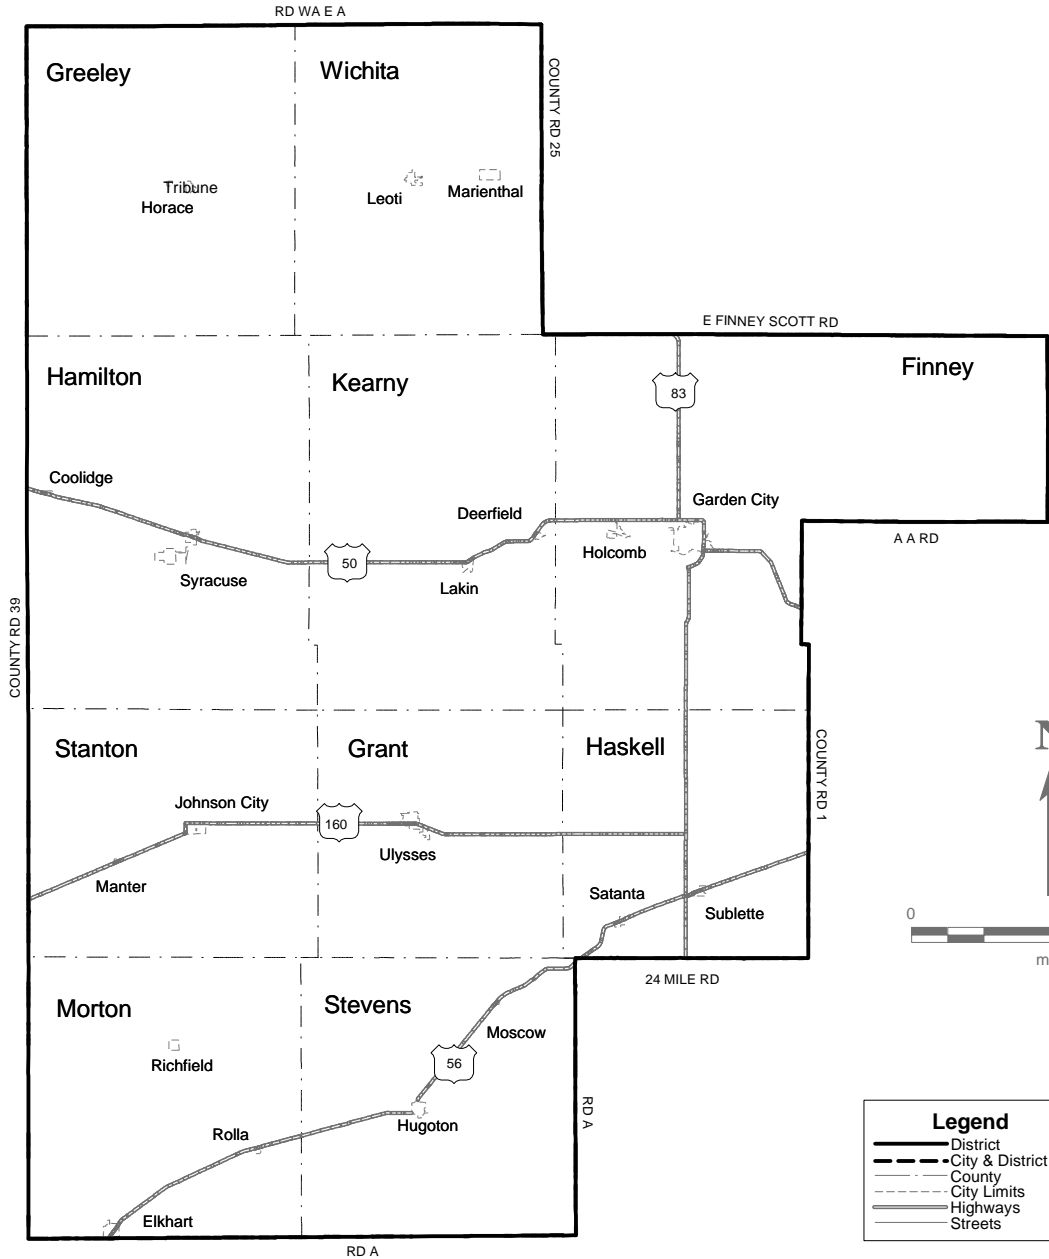 RD WA E A
Greeley
Wichita
COUNTY RD 25
Tribune
Horace
Leoti
Marienthal
E FINNEY SCOTT RD
Hamilton
Kearny
Finney
83
Coolidge
Deerfield
Garden City
Holcomb
A A RD
50
Syracuse
Lakin
COUNTY RD 39
Stanton
Grant
Haskell
COUNTY RD 1
Johnson City
160
Ulysses
Manter
Satanta
Sublette
N
0
m
24 MILE RD
Morton
Stevens
Moscow
Richfield
56
RD A
Hugoton
Rolla
Elkhart
RD A
Legend
District
City & District
County
City Limits
Highways
Streets